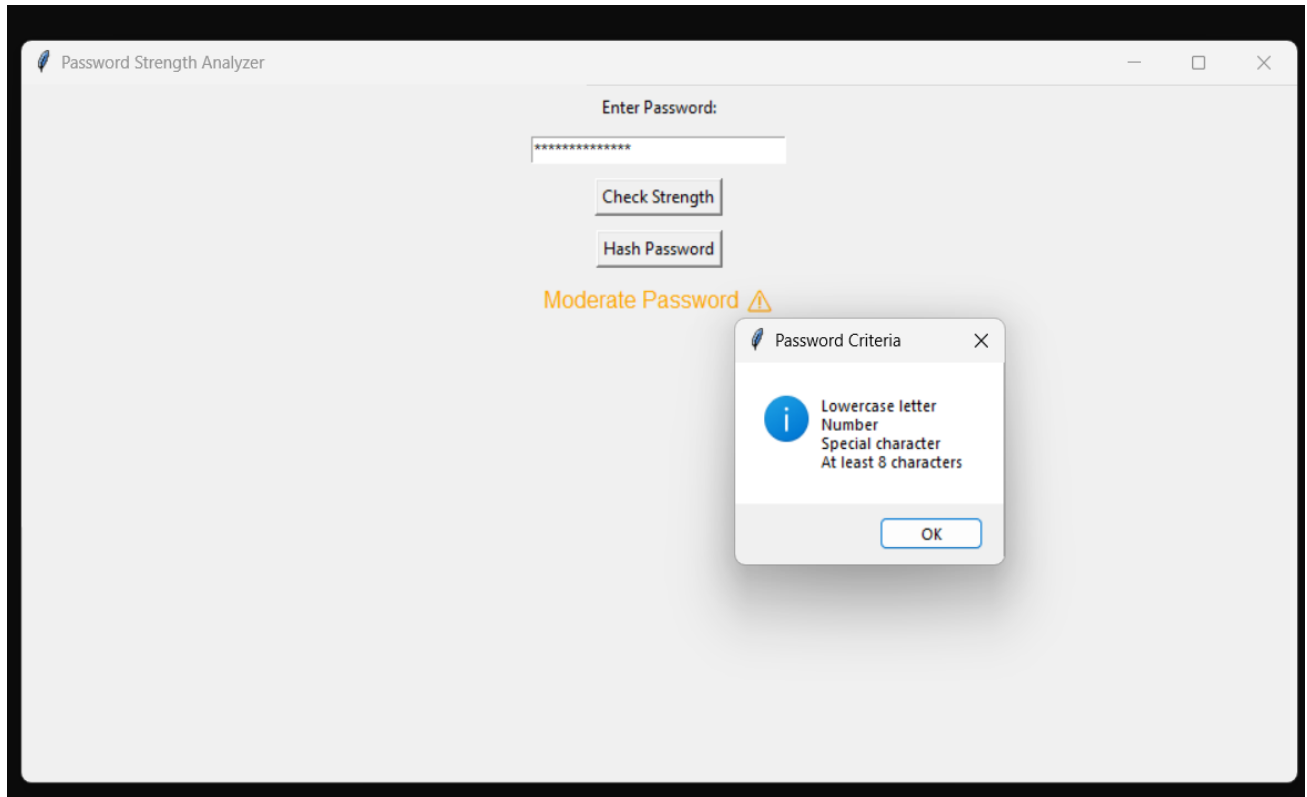 Password Strength Analyzer
Enter Password:
**************
Check Strength
Hash Password
Moderate Password ⚠
Password Criteria
Lowercase letter
Number
Special character
At least 8 characters
OK